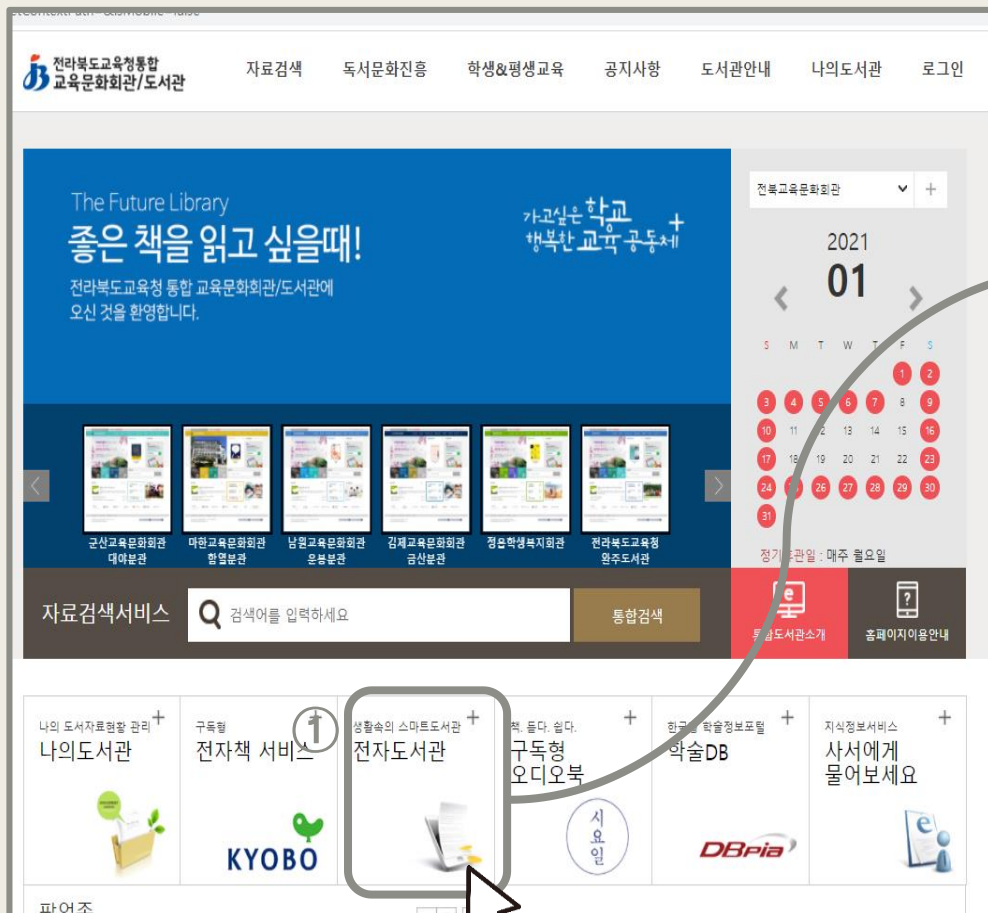 전라북도교육청통합
교육문화회관/도서관
자료검색
독서문화진흥
학생&평생교육
공지사항
도서관안내
나의도서관
로그인
The Future Library
좋은 책을 읽고 싶을때!
전라북도교육청 통합 교육문화회관/도서관에
오신 것을 환영합니다.
가고싶은 학교
행복한 교육 공동체
전북교육문화회관
2021
01
S M T W T F S
1 2
3 4 5 6 7 8 9
10 11 12 13 14 15 16
17 18 19 20 21 22 23
24 26 27 28 29 30
31
정기휴관일 : 매주 월요일
군산교육문화회관
대야분관
마한교육문화회관
함열분관
남원교육문화회관
운봉분관
김제교육문화회관
금산분관
정읍학생복지회관
전라북도교육청
완주도서관
자료검색서비스
검색어를 입력하세요
통합검색
통합도서관소개
홈페이지이용안내
나의 도서자료현황 관리
나의도서관
구독형
전자책 서비스
KYOBO
①
생활속의 스마트도서관
전자도서관
책. 듣다. 쉽다.
구독형
오디오북
시요일
학술정보포털
학술DB
DBpia
지식정보서비스
사서에게
물어보세요